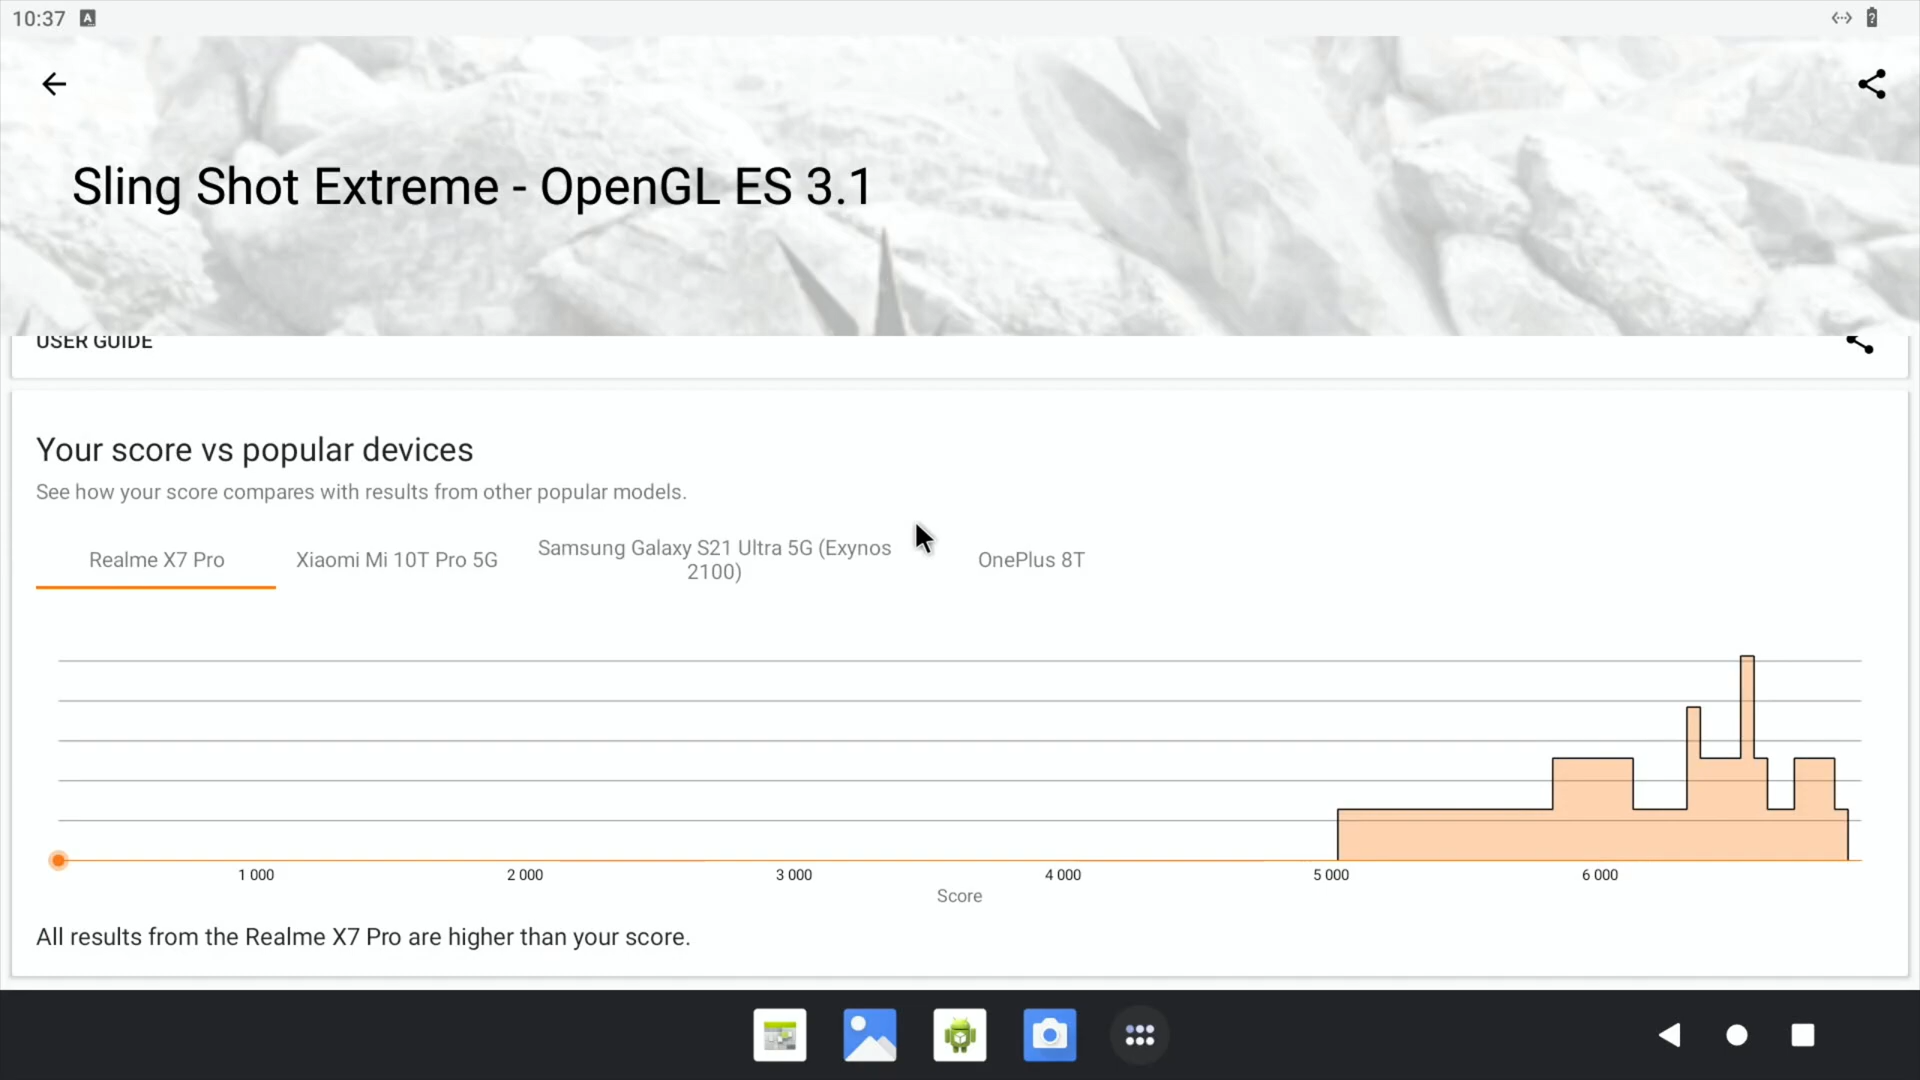 10:37
Sling Shot Extreme - OpenGL ES 3.1
USER GUIDE
Your score vs popular devices
See how your score compares with results from other popular models.
Realme X7 Pro
Xiaomi Mi 10T Pro 5G
Samsung Galaxy S21 Ultra 5G (Exynos
2100)
OnePlus 8T
1 000 2 000 3 000 4 000 5 000 6 000
Score
All results from the Realme X7 Pro are higher than your score.